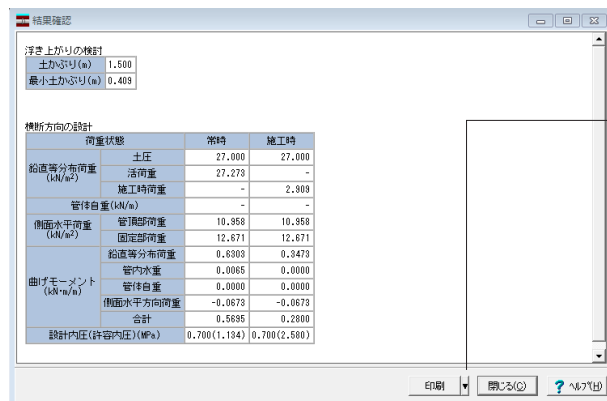 結果確認
浮き上がりの検討
土かぶり(m) 1.500
最小土かぶり(m) 0.409
横断方向の設計
荷重状態 常時 施工時
鉛直等分布荷重(kN/m²) 土圧 27.000 27.000
活荷重 27.273 -
施工時荷重 - 2.909
管体自重(kN/m) - -
側面水平荷重(kN/m²) 管頂部荷重 10.958 10.958
固定部荷重 12.671 12.671
曲げモーメント(kN·m/m) 鉛直等分布荷重 0.6303 0.3473
管内水重 0.0065 0.0000
管体自重 0.0000 0.0000
側面水平方向荷重 -0.0673 -0.0673
合計 0.5695 0.2800
設計内圧(許容内圧)(MPa) 0.700(1.134) 0.700(2.580)
印刷 閉じる(C) ? ヘルプ(H)